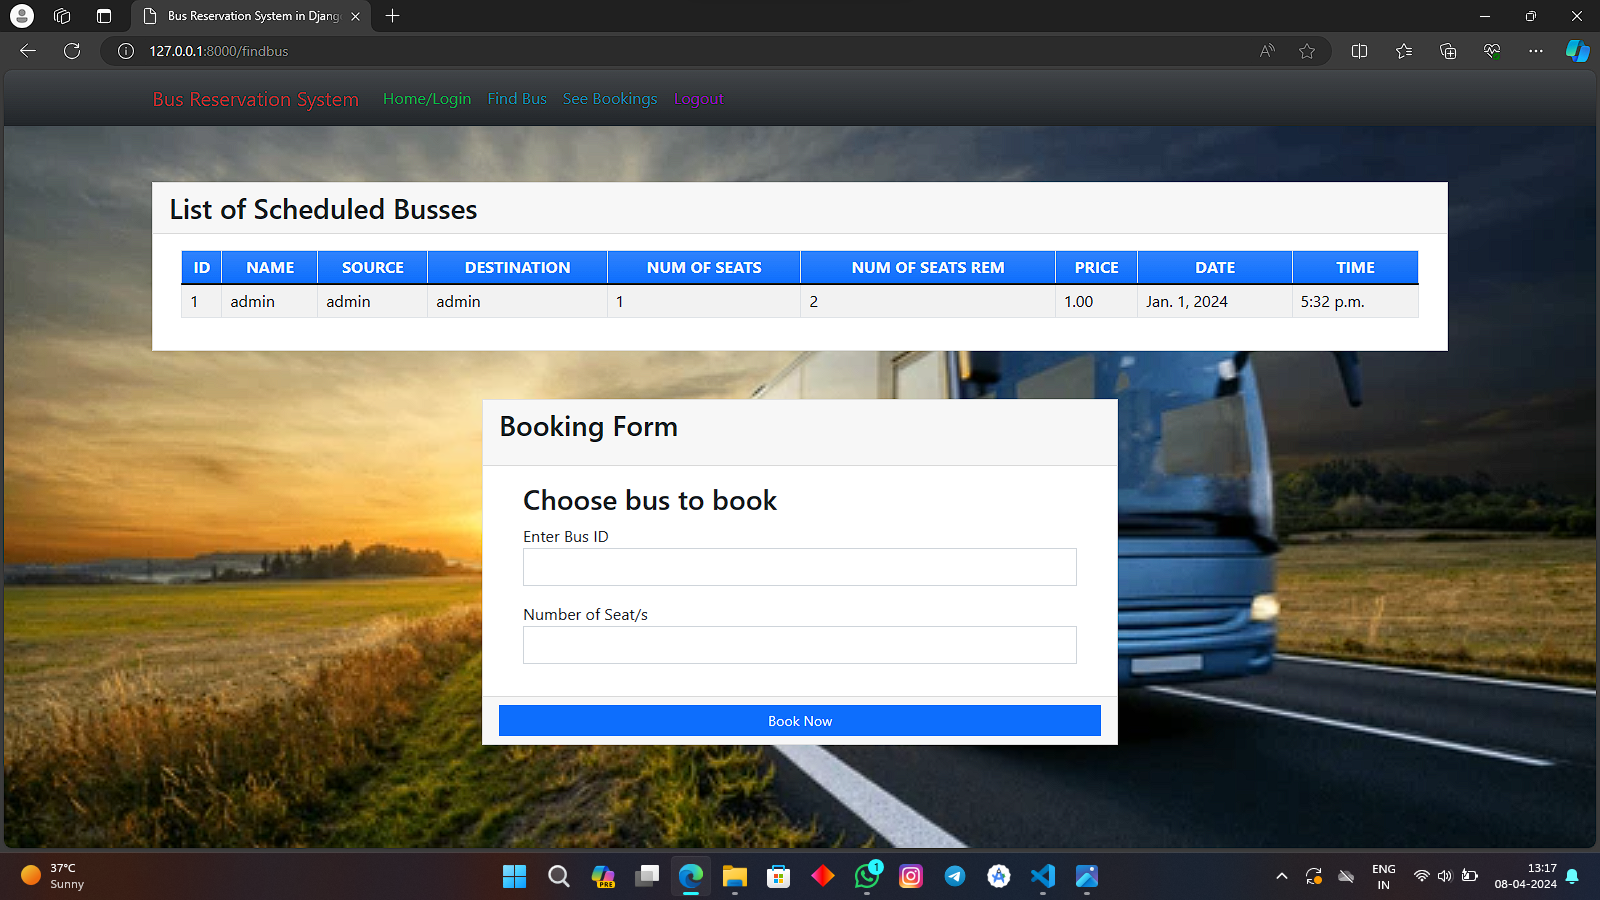 Bus Reservation System in Djang
127.0.0.1:8000/findbus
Bus Reservation System Home/Login Find Bus See Bookings Logout
List of Scheduled Busses
ID NAME SOURCE DESTINATION NUM OF SEATS NUM OF SEATS REM PRICE DATE TIME
1 admin admin admin 1 2 1.00 Jan. 1, 2024 5:32 p.m.
Booking Form
Choose bus to book
Enter Bus ID
Number of Seat/s
Book Now
37°C
Sunny
PRE
1
ENG
IN
13:17
08-04-2024